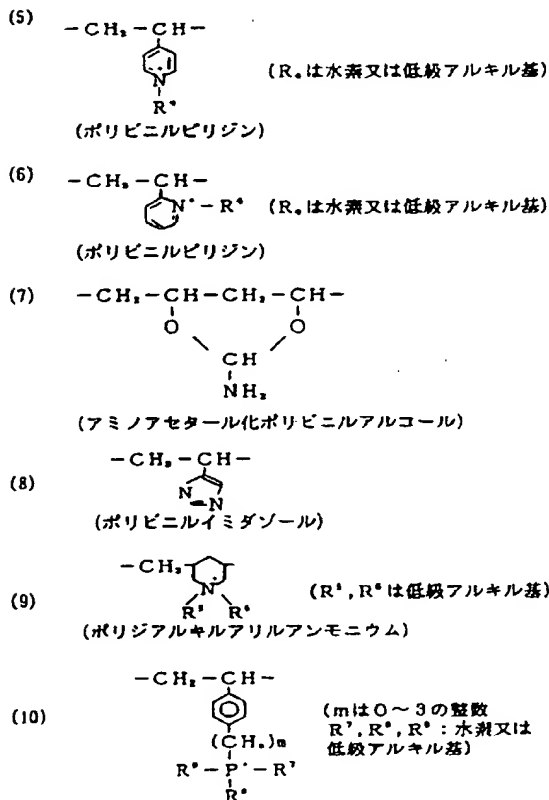 (5)
－CH₂－CH－
N⁺
R⁴
(R₄は水素又は低級アルキル基)
(ポリビニルピリジン)
(6)
－CH₂－CH－
N⁺－R⁴ (R₄は水素又は低級アルキル基)
(ポリビニルピリジン)
(7)
－CH₂－CH－CH₂－CH－
O O
CH
NH₂
(アミノアセタール化ポリビニルアルコール)
(8)
－CH₂－CH－
N
N
(ポリビニルイミダゾール)
(9)
－CH₂
N⁺
R⁵ R⁶
(R⁵,R⁶は低級アルキル基)
(ポリジアルキルアリルアンモニウム)
(10)
－CH₂－CH－
(CH₂)m
－P⁺－R⁷
(mは0～3の整数
R⁷,R⁸,R⁹：水素又は
低級アルキル基)